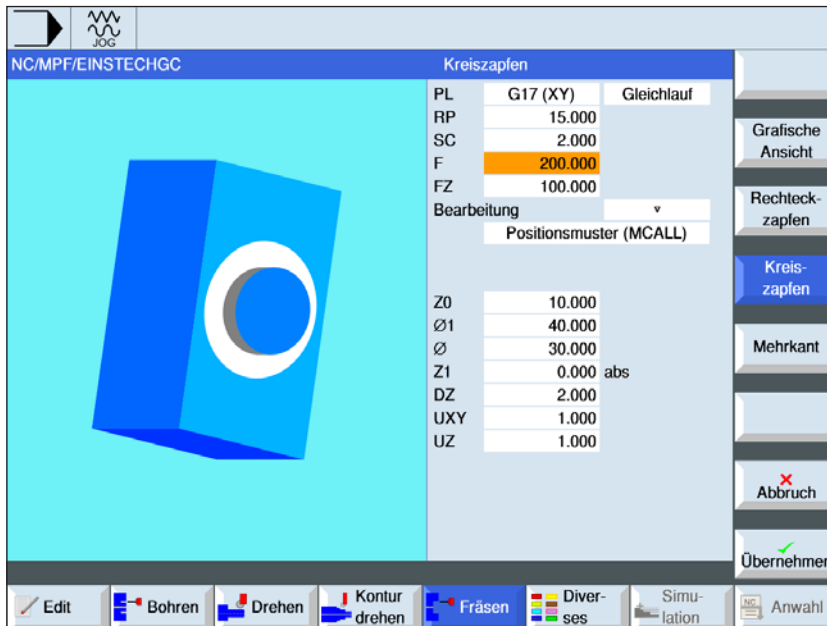 JOG
NC/MPF/EINSTECHGC
Kreiszapfen
PL G17 (XY) Gleichlauf
RP 15.000
SC 2.000
F 200.000
FZ 100.000
Bearbeitung ▿
Positionsmuster (MCALL)
Z0 10.000
Ø1 40.000
Ø 30.000
Z1 0.000 abs
DZ 2.000
UXY 1.000
UZ 1.000
Grafische
Ansicht
Rechteck-
zapfen
Kreis-
zapfen
Mehrkant
Abbruch
Übernehmen
Edit
Bohren
Drehen
Kontur
drehen
Fräsen
Diver-
ses
Simu-
lation
NC
Anwahl